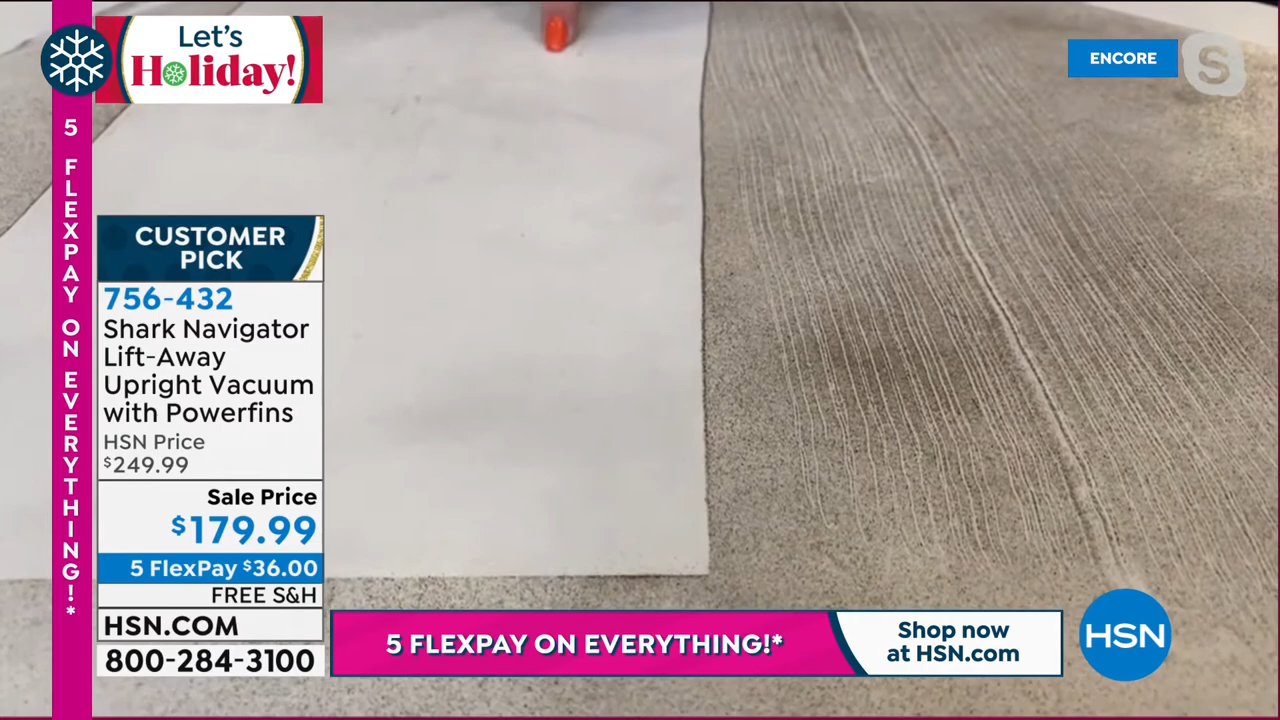 Let's
Holiday!
ENCORE
S
5 FLEXPAY ON EVERYTHING!*
CUSTOMER
PICK
756-432
Shark Navigator
Lift-Away
Upright Vacuum
with Powerfins
HSN Price
$249.99
Sale Price
$179.99
5 FlexPay $36.00
FREE S&H
HSN.COM
800-284-3100
5 FLEXPAY ON EVERYTHING!*
Shop now
at HSN.com
HSN